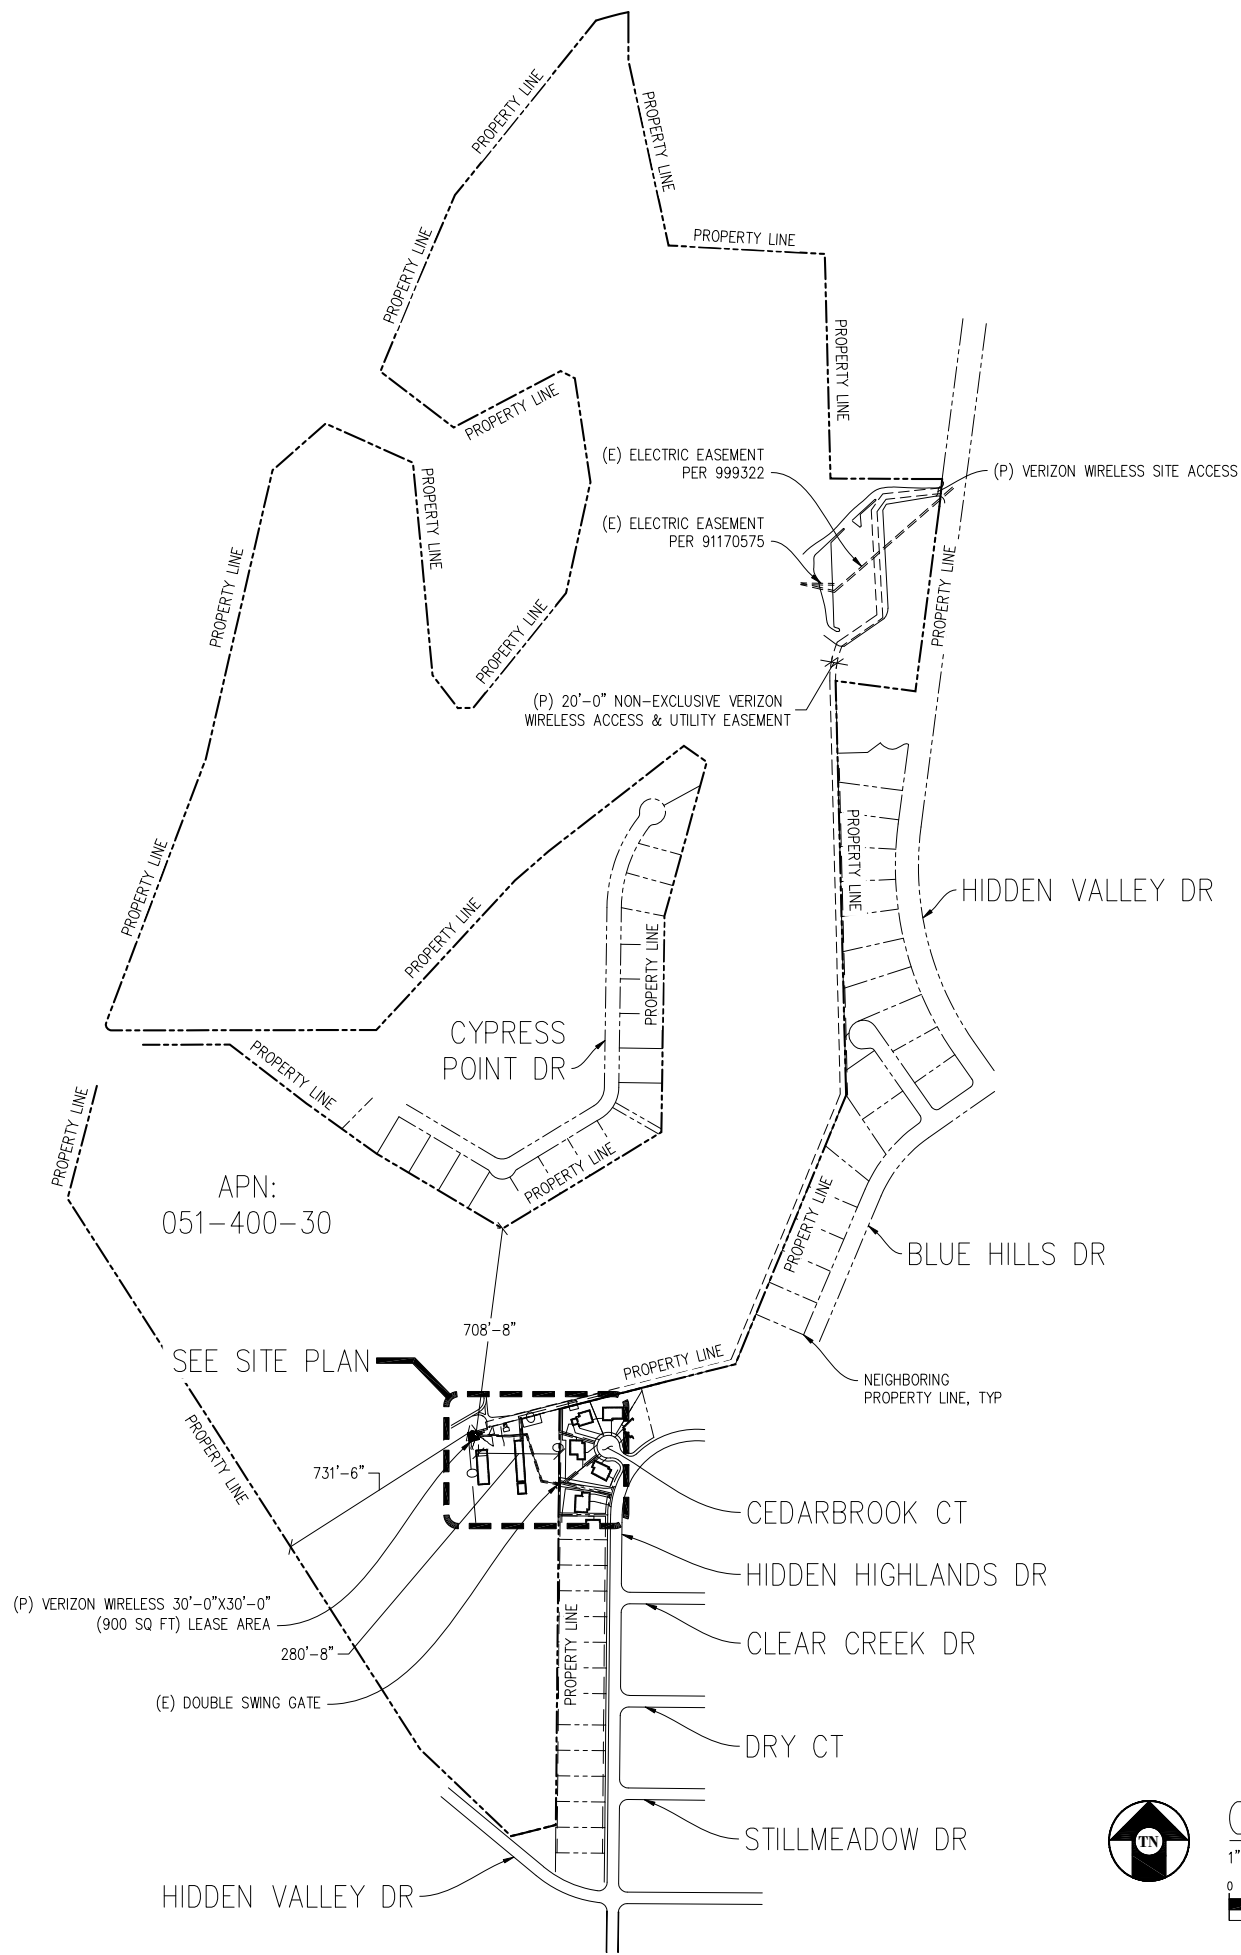 PROPERTY LINE
PROPERTY LINE
PROPERTY LINE
PROPERTY LINE
PROPERTY LINE
PROPERTY LINE
(E) ELECTRIC EASEMENT
PER 999322
(P) VERIZON WIRELESS SITE ACCESS
PROPERTY LINE
(E) ELECTRIC EASEMENT
PER 91170575
PROPERTY LINE
PROPERTY LINE
PROPERTY LINE
(P) 20'-0" NON-EXCLUSIVE VERIZON
WIRELESS ACCESS & UTILITY EASEMENT
PROPERTY LINE
PROPERTY LINE
HIDDEN VALLEY DR
PROPERTY LINE
PROPERTY LINE
CYPRESS
POINT DR
PROPERTY LINE
PROPERTY LINE
PROPERTY LINE
APN:
051-400-30
PROPERTY LINE
BLUE HILLS DR
708'-8"
SEE SITE PLAN
PROPERTY LINE
NEIGHBORING
PROPERTY LINE, TYP
PROPERTY LINE
731'-6"
CEDARBROOK CT
HIDDEN HIGHLANDS DR
(P) VERIZON WIRELESS 30'-0"X30'-0"
(900 SQ FT) LEASE AREA
CLEAR CREEK DR
280'-8"
PROPERTY LINE
(E) DOUBLE SWING GATE
DRY CT
STILLMEADOW DR
TN
1"
0
HIDDEN VALLEY DR